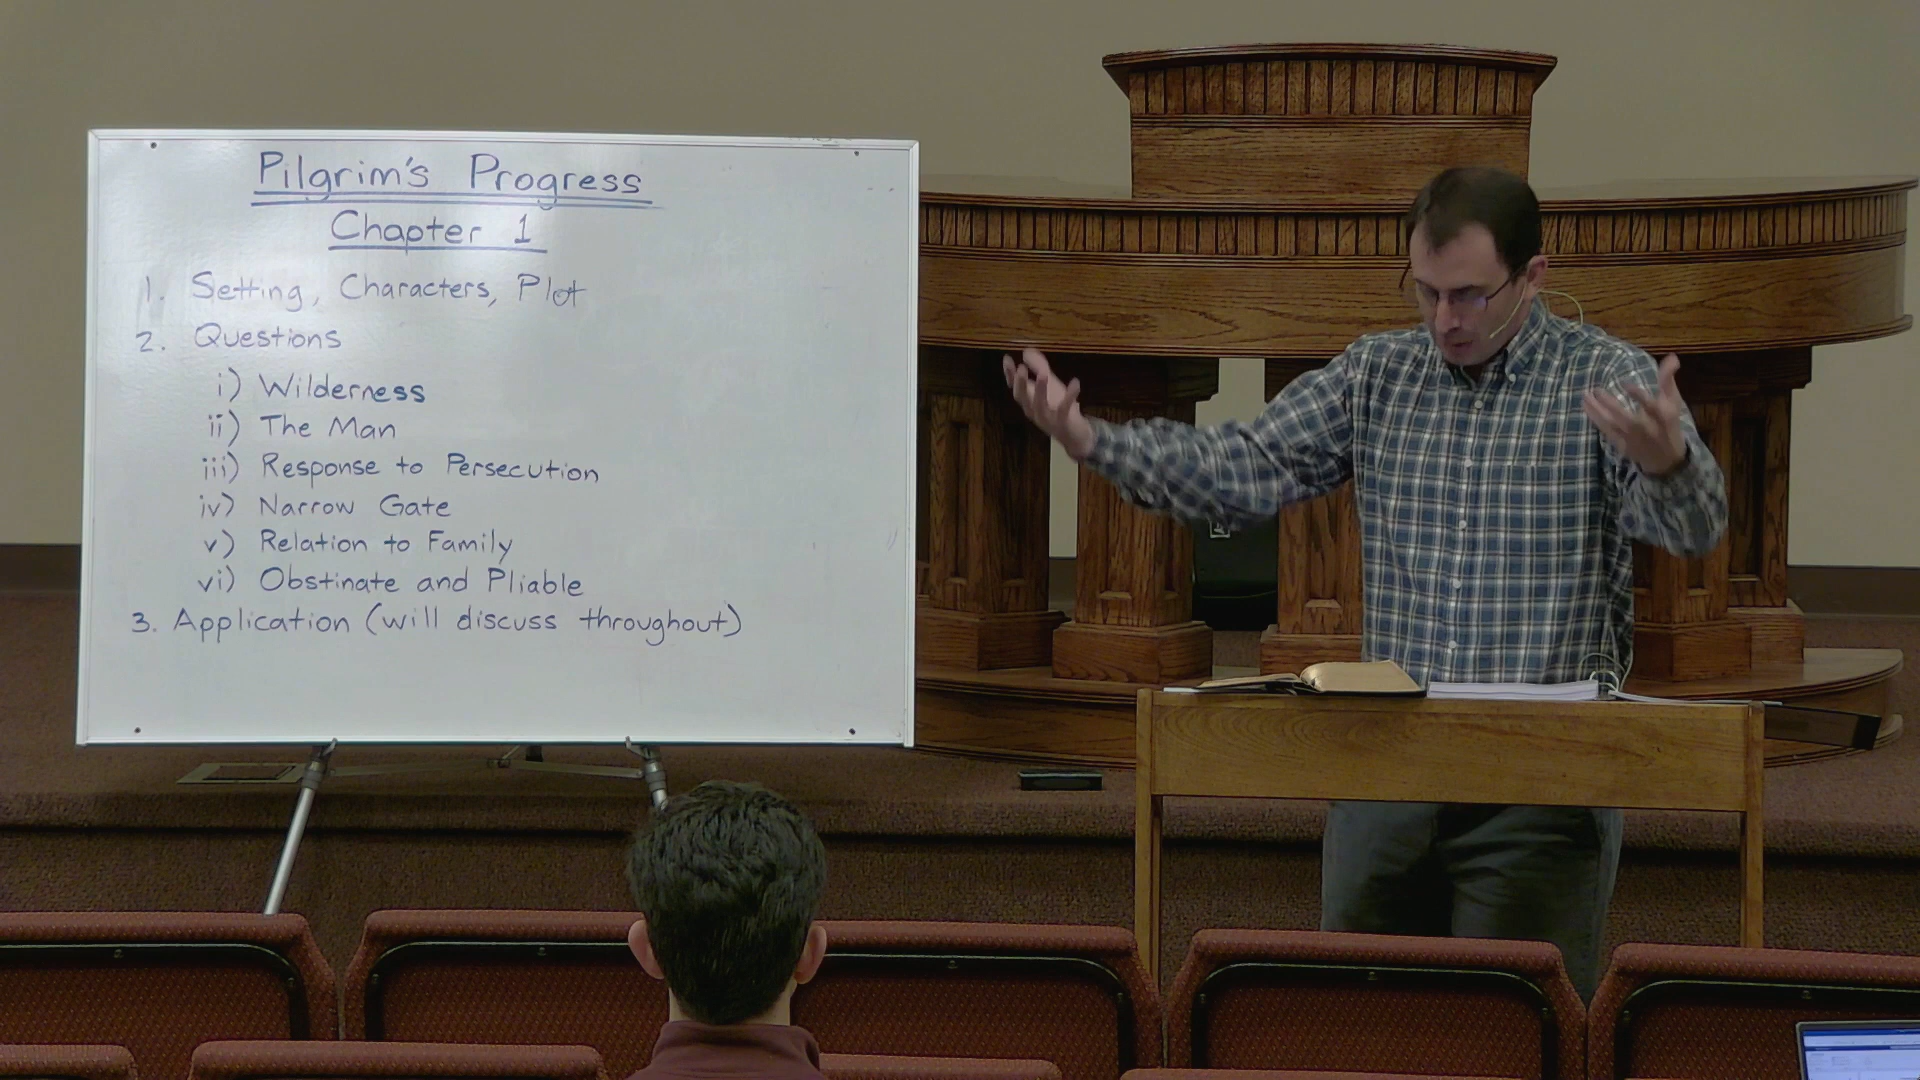 Pilgrim's Progress
Chapter 1
1. Setting, Characters, Plot
2. Questions
i) Wilderness
ii) The Man
iii) Response to Persecution
iv) Narrow Gate
v) Relation to Family
vi) Obstinate and Pliable
3. Application (will discuss throughout)